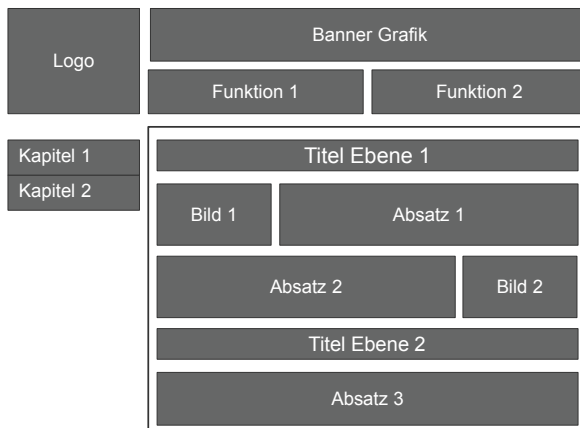 Logo
Banner Grafik
Funktion 1
Funktion 2
Kapitel 1
Kapitel 2
Titel Ebene 1
Bild 1
Absatz 1
Absatz 2
Bild 2
Titel Ebene 2
Absatz 3